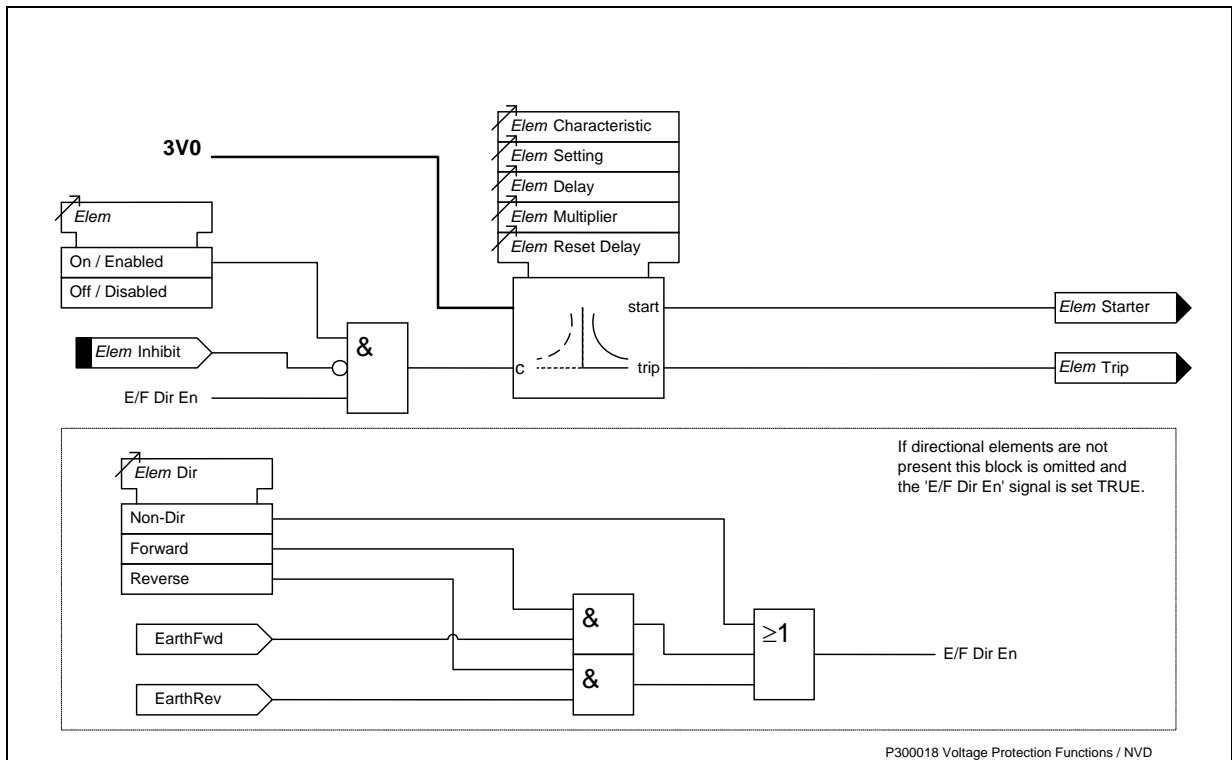 Elem Characteristic
3V0
Elem Setting
Elem Delay
Elem
Elem Multiplier
Elem Reset Delay
On / Enabled
Off / Disabled
start
Elem Starter
Elem Inhibit
&
c
trip
Elem Trip
E/F Dir En
If directional elements are not
present this block is omitted and
the 'E/F Dir En' signal is set TRUE.
Elem Dir
Non-Dir
Forward
Reverse
&
≥1
EarthFwd
E/F Dir En
&
EarthRev
P300018 Voltage Protection Functions / NVD